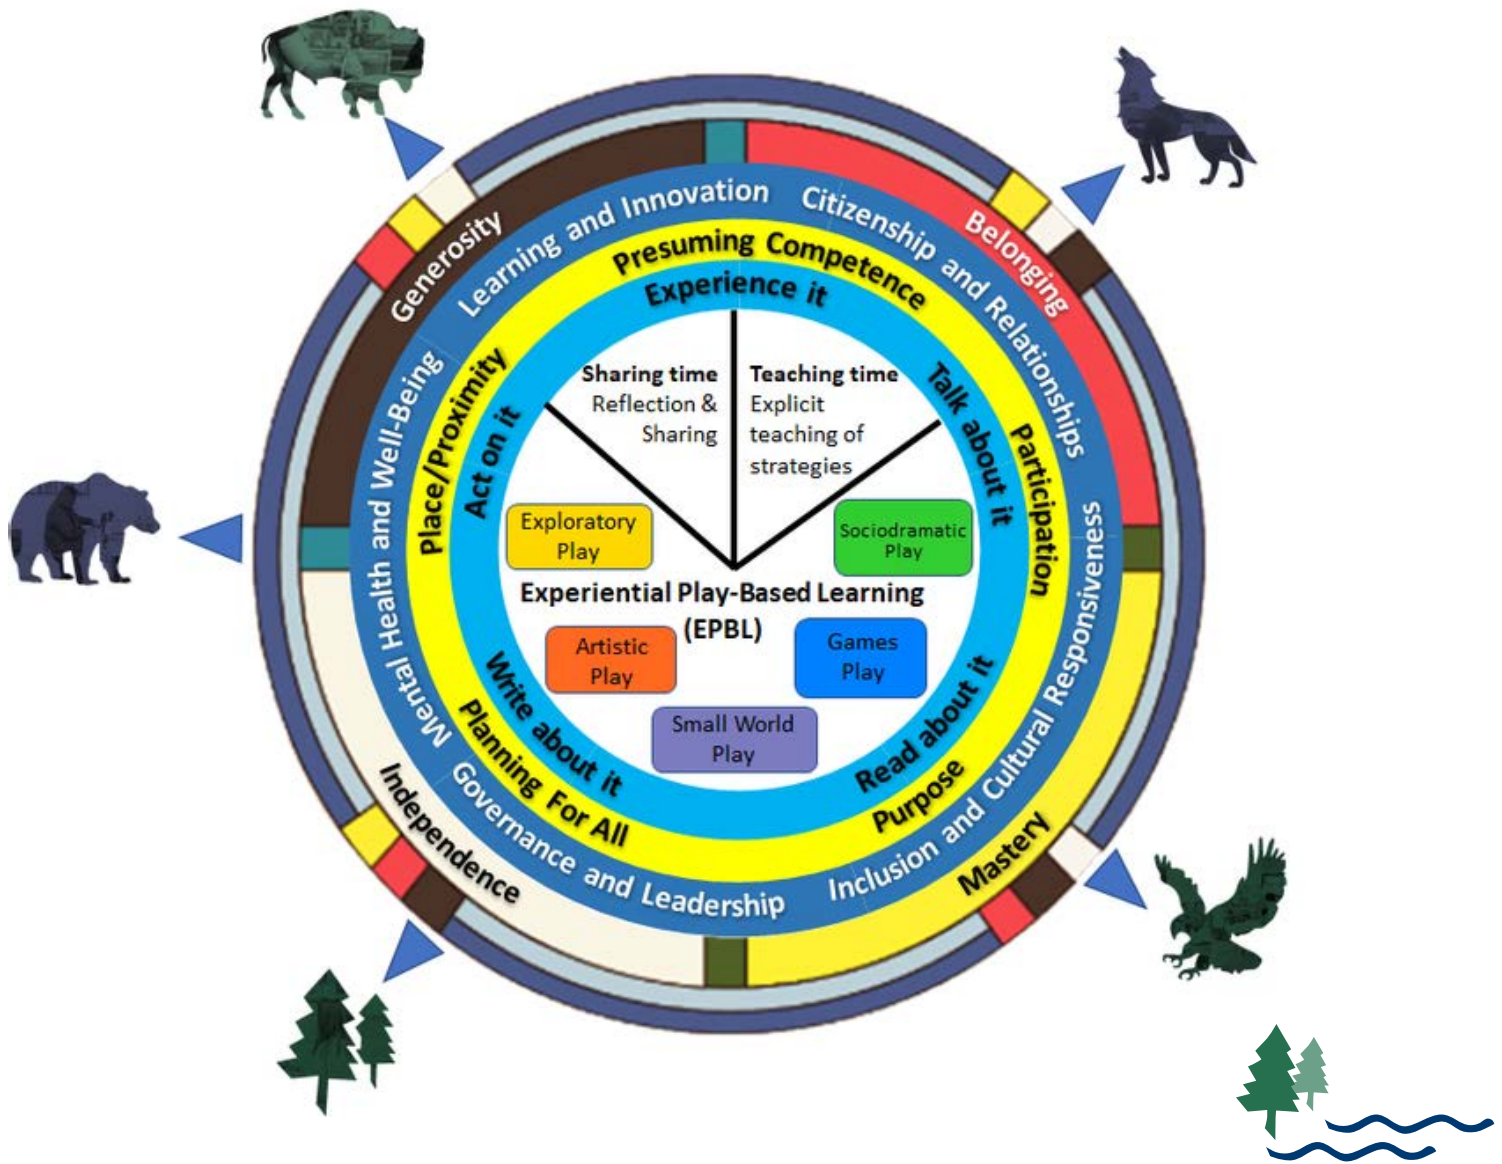 Generosity
Belonging
Mastery
Independence
Learning and Innovation
Citizenship and Relationships
Inclusion and Cultural Responsiveness
Governance and Leadership
Mental Health and Well-Being
Presuming Competence
Participation
Purpose
Planning For All
Place/Proximity
Experience it
Talk about it
Read about it
Write about it
Act on it
Sharing time
Reflection &
Sharing
Teaching time
Explicit
teaching of
strategies
Exploratory
Play
Sociodramatic
Play
Experiential Play-Based Learning
(EPBL)
Artistic
Play
Games
Play
Small World
Play